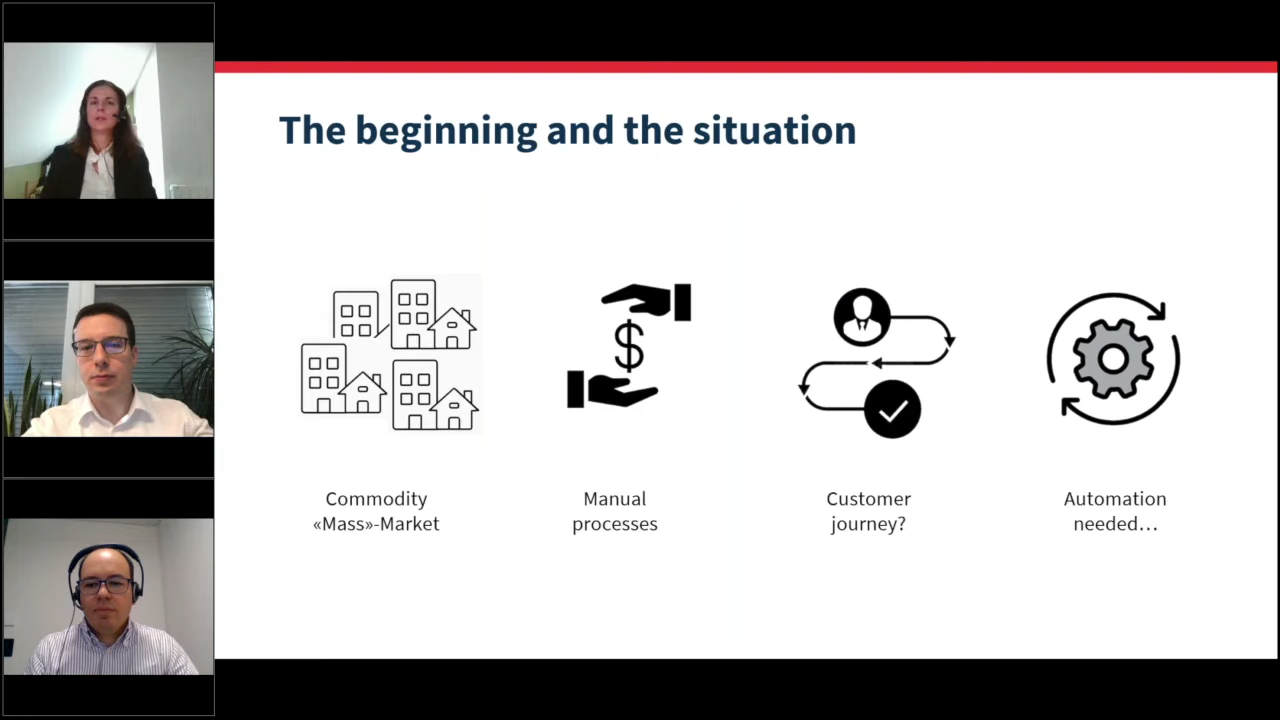 The beginning and the situation
Commodity
«Mass»-Market
Manual
processes
Customer
journey?
Automation
needed...